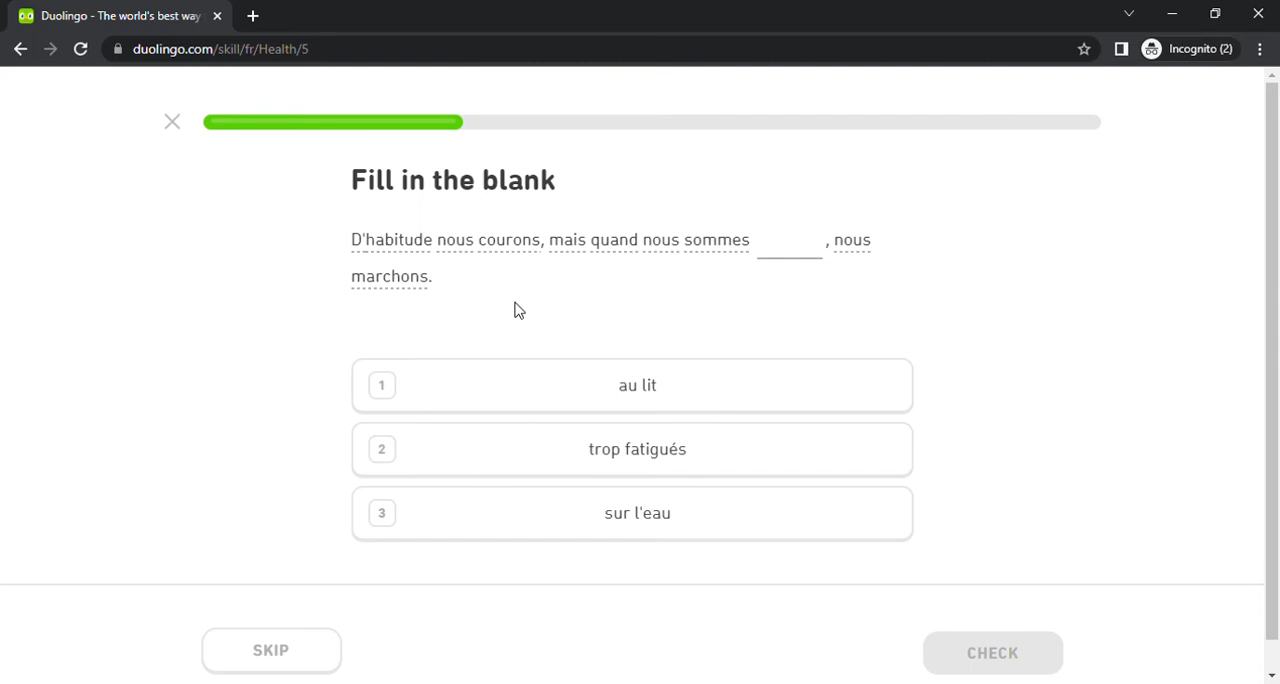 Duolingo - The world's best way
duolingo.com/skill/fr/Health/5
Incognito (2)
Fill in the blank
D'habitude nous courons, mais quand nous sommes ______ , nous
marchons.
1 au lit
2 trop fatigués
3 sur l'eau
SKIP
CHECK